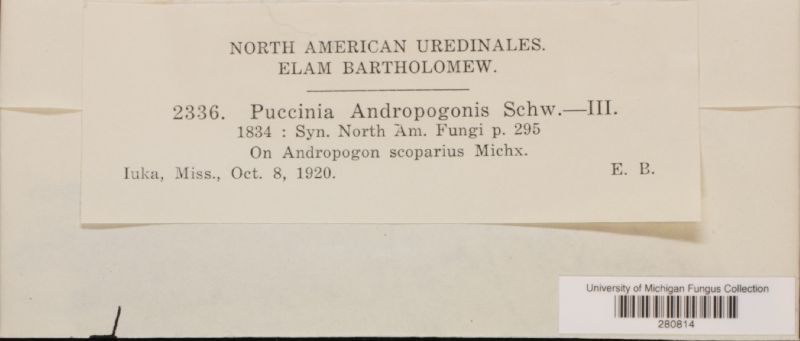 NORTH AMERICAN UREDINALES.
ELAM BARTHOLOMEW.
2336. Puccinia Andropogonis Schw.—III.
1834 : Syn. North Am. Fungi p. 295
On Andropogon scoparius Michx.
Iuka, Miss., Oct. 8, 1920. E. B.
University of Michigan Fungus Collection
280814